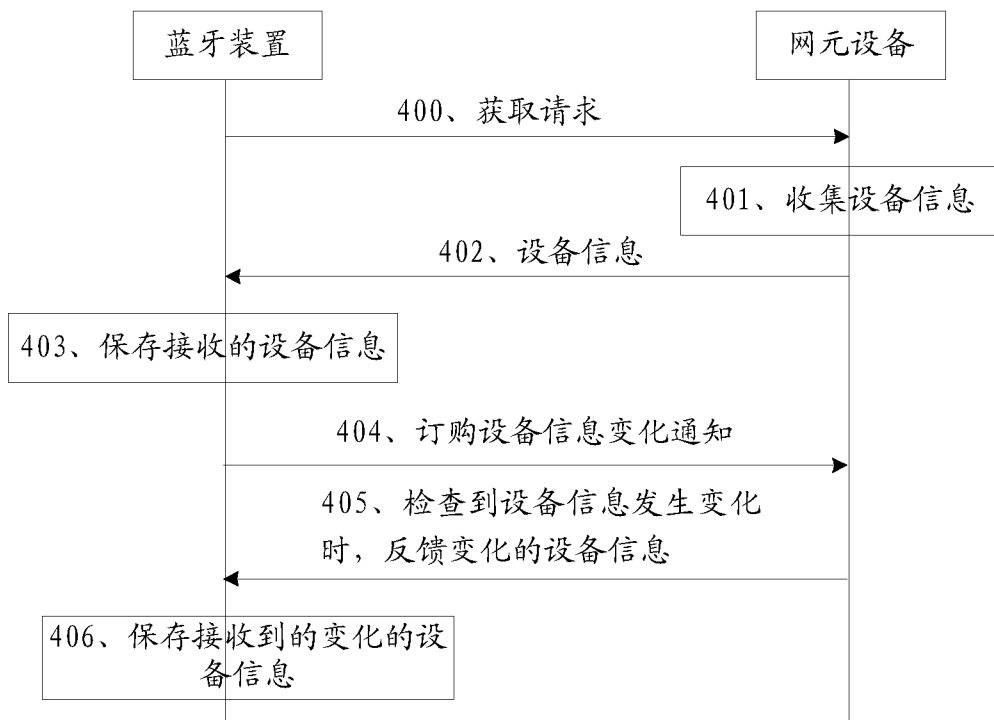 蓝牙装置
网元设备
400、获取请求
401、收集设备信息
402、设备信息
403、保存接收的设备信息
404、订购设备信息变化通知
405、检查到设备信息发生变化
时，反馈变化的设备信息
406、保存接收到的变化的设
备信息